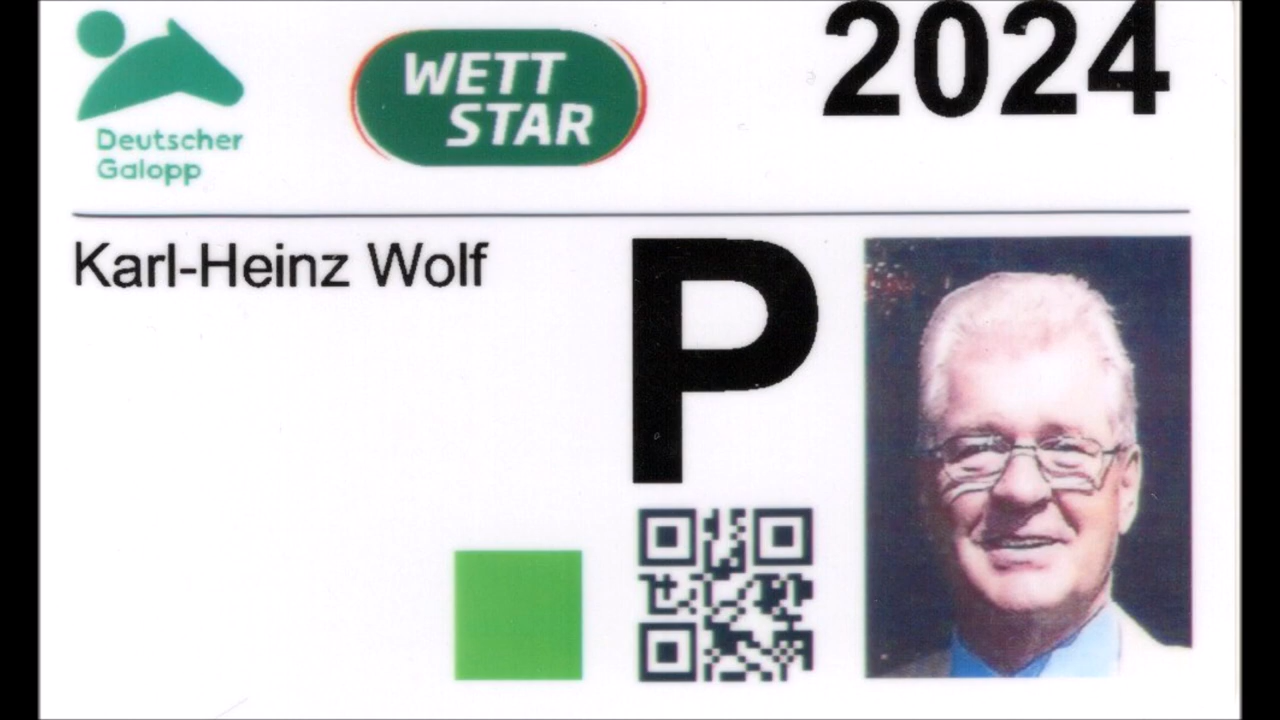 2024
WETT
STAR
Deutscher
Galopp
Karl-Heinz Wolf
P